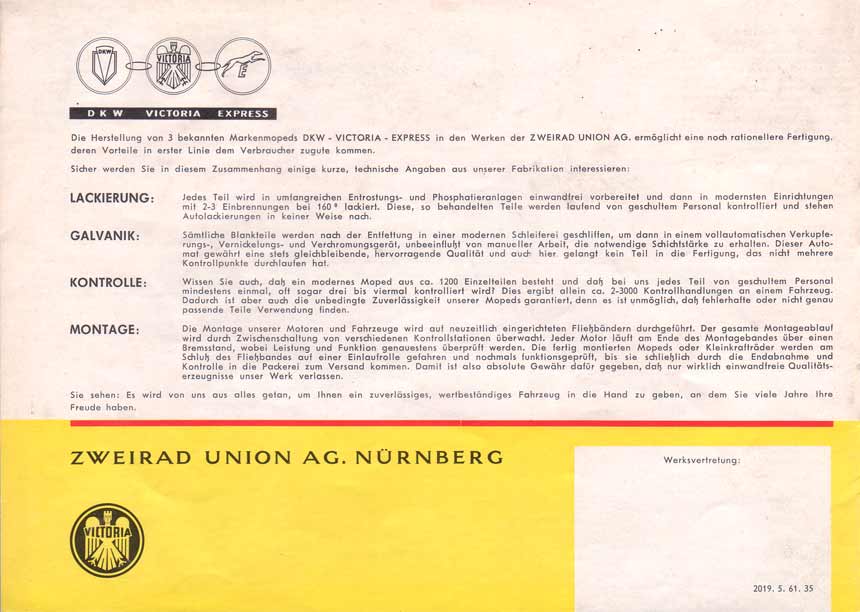 DKW
VICTORIA
E
DKW VICTORIA EXPRESS
Die Herstellung von 3 bekannten Markenmopeds DKW - VICTORIA - EXPRESS in den Werken der ZWEIRAD UNION AG. ermöglicht eine noch rationellere Fertigung,
deren Vorteile in erster Linie dem Verbraucher zugute kommen.
Sicher werden Sie in diesem Zusammenhang einige kurze, technische Angaben aus unserer Fabrikation interessieren:
LACKIERUNG: Jedes Teil wird in umfangreichen Entrostungs- und Phosphatieranlagen einwandfrei vorbereitet und dann in modernsten Einrichtungen
mit 2-3 Einbrennungen bei 160° lackiert. Diese, so behandelten Teile werden laufend von geschultem Personal kontrolliert und stehen
Autolackierungen in keiner Weise nach.
GALVANIK: Sämtliche Blankteile werden nach der Entfettung in einer modernen Schleiferei geschliffen, um dann in einem vollautomatischen Verkupfe-
rungs-, Vernickelungs- und Verchromungsgerät, unbeeinflußt von manueller Arbeit, die notwendige Schichtstärke zu erhalten. Dieser Auto-
mat gewährt eine stets gleichbleibende, hervorragende Qualität und auch hier gelangt kein Teil in die Fertigung, das nicht mehrere
Kontrollpunkte durchlaufen hat.
KONTROLLE: Wissen Sie auch, daß ein modernes Moped aus ca. 1200 Einzelteilen besteht und daß bei uns jedes Teil von geschultem Personal
mindestens einmal, oft sogar drei bis viermal kontrolliert wird? Dies ergibt allein ca. 2-3000 Kontrollhandlungen an einem Fahrzeug.
Dadurch ist aber auch die unbedingte Zuverlässigkeit unserer Mopeds garantiert, denn es ist unmöglich, daß fehlerhafte oder nicht genau
passende Teile Verwendung finden.
MONTAGE: Die Montage unserer Motoren und Fahrzeuge wird auf neuzeitlich eingerichteten Fließbändern durchgeführt. Der gesamte Montageablauf
wird durch Zwischenschaltung von verschiedenen Kontrollstationen überwacht. Jeder Motor läuft am Ende des Montagebandes über einen
Bremsstand, wobei Leistung und Funktion genauestens überprüft werden. Die fertig montierten Mopeds oder Kleinkrafträder werden am
Schluß des Fließbandes auf einer Einlaufrolle gefahren und nochmals funktionsgeprüft, bis sie schließlich durch die Endabnahme und
Kontrolle in die Packerei zum Versand kommen. Damit ist also absolute Gewähr dafür gegeben, daß nur wirklich einwandfreie Qualitäts-
erzeugnisse unser Werk verlassen.
Sie sehen: Es wird von uns aus alles getan, um Ihnen ein zuverlässiges, wertbeständiges Fahrzeug in die Hand zu geben, an dem Sie viele Jahre Ihre
Freude haben.
ZWEIRAD UNION AG. NÜRNBERG
Werksvertretung:
VICTORIA
2019. 5. 61. 35